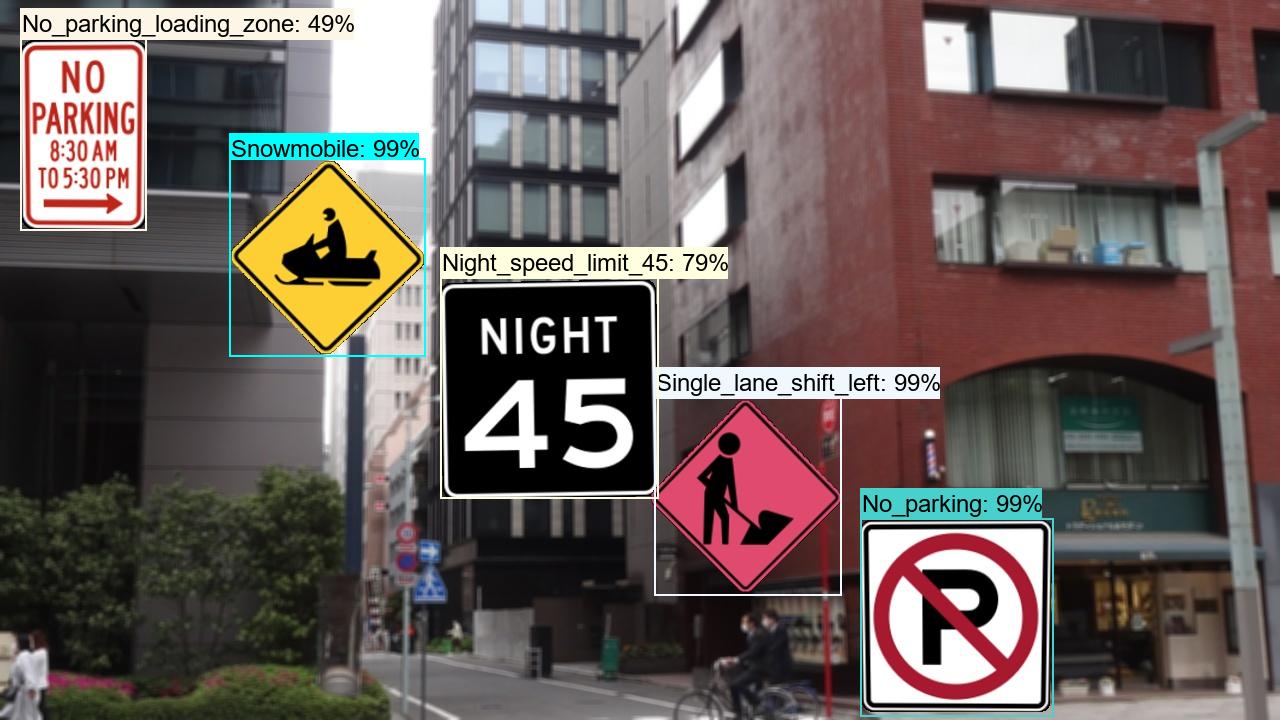 No_parking_loading_zone: 49%
NO
PARKING
8:30 AM
TO 5:30 PM
Snowmobile: 99%
Night_speed_limit_45: 79%
NIGHT
45
Single_lane_shift_left: 99%
No_parking: 99%
P